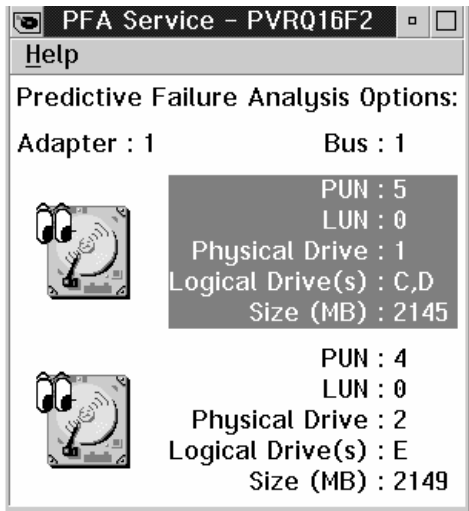 PFA Service - PVRQ16F2
Help
Predictive Failure Analysis Options:
Adapter : 1 Bus : 1
PUN : 5
LUN : 0
Physical Drive : 1
Logical Drive(s) : C,D
Size (MB) : 2145
PUN : 4
LUN : 0
Physical Drive : 2
Logical Drive(s) : E
Size (MB) : 2149